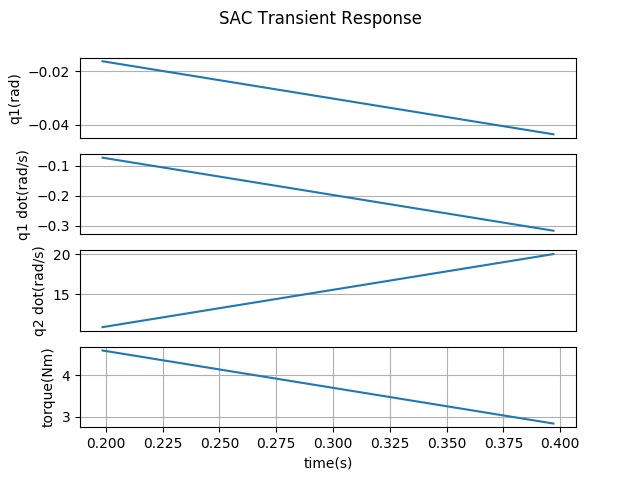 SAC Transient Response
q1(rad)
−0.02
−0.04
q1 dot(rad/s)
−0.1
−0.2
−0.3
q2 dot(rad/s)
20
15
torque(Nm)
4
3
0.200 0.225 0.250 0.275 0.300 0.325 0.350 0.375 0.400
time(s)